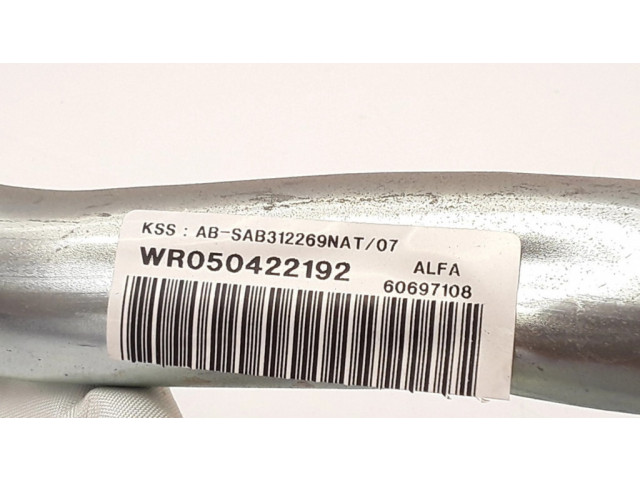 KSS : AB-SAB312269NAT/07
WR050422192 ALFA
60697108